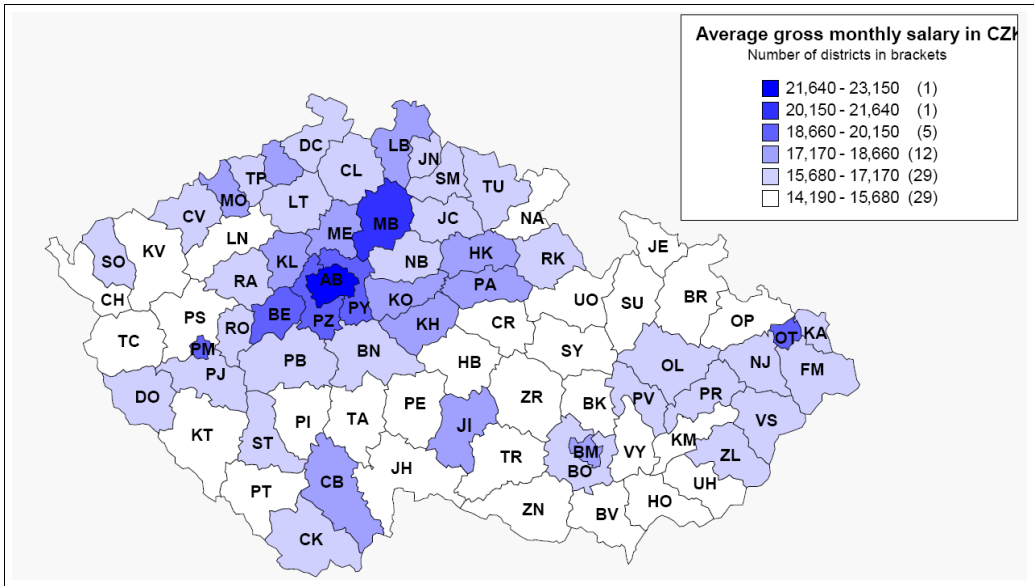 Average gross monthly salary in CZK
Number of districts in brackets
21,640 - 23,150 (1)
20,150 - 21,640 (1)
18,660 - 20,150 (5)
17,170 - 18,660 (12)
15,680 - 17,170 (29)
14,190 - 15,680 (29)
DC
LB
JN
TP
CL
SM
TU
MO
LT
CV
NA
JC
MB
LN
ME
KV
JE
SO
KL
NB
HK
RK
RA
AB
PA
BR
CH
KO
UO
SU
PY
BE
PZ
PS
RO
KH
CR
OP
TC
OT
KA
PM
BN
SY
PB
HB
OL
NJ
FM
PJ
DO
ZR
PR
PE
BK
PV
TA
PI
VS
JI
KT
ST
KM
BM
VY
ZL
TR
BO
JH
CB
UH
PT
HO
ZN
BV
CK